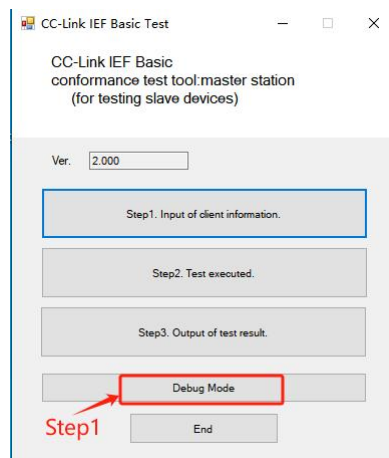 CC-Link IEF Basic Test
CC-Link IEF Basic
conformance test tool:master station
(for testing slave devices)
Ver. 2.000
Step1. Input of client information.
Step2. Test executed.
Step3. Output of test result.
Debug Mode
Step1
End